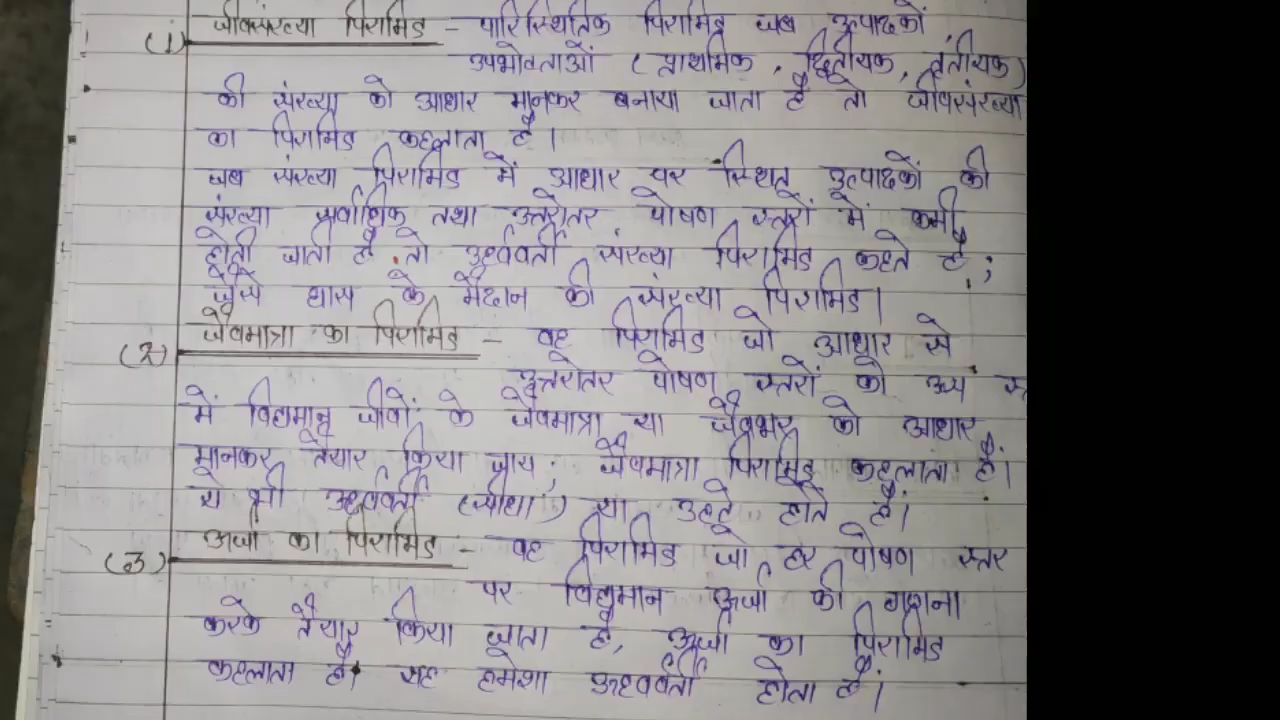 (1) जीवसंख्या पिरामिड – पारिस्थितिक पिरामिड जब उत्पादकों,
उपभोक्ताओं (प्राथमिक, द्वितीयक, तृतीयक)
की संख्या को आधार मानकर बनाया जाता है तो जीवसंख्या
का पिरामिड कहलाता है।
जब संख्या पिरामिड में आधार पर स्थित उत्पादकों की
संख्या सर्वाधिक तथा उत्तरोतर पोषण स्तरों में कमी
होती जाती है तो उर्ध्ववर्ती संख्या पिरामिड कहते है;
जैसे घास के मैदान की संख्या पिरामिड।
(2) जैवमात्रा का पिरामिड – वह पिरामिड जो आधार से
उत्तरोतर पोषण स्तरों को उस
में विद्यमान जीवों के जैवमात्रा या जैवभार को आधार
मानकर तैयार किया जाय, जैवमात्रा पिरामिड कहलाता है।
ये भी उर्ध्ववर्ती (सीधा) या उल्टे होते है।
(3) ऊर्जा का पिरामिड – वह पिरामिड जो हर पोषण स्तर
पर विद्यमान ऊर्जा की गणना
करके तैयार किया जाता है, ऊर्जा का पिरामिड
कहलाता है। यह हमेशा ऊर्ध्ववर्ती होता है।